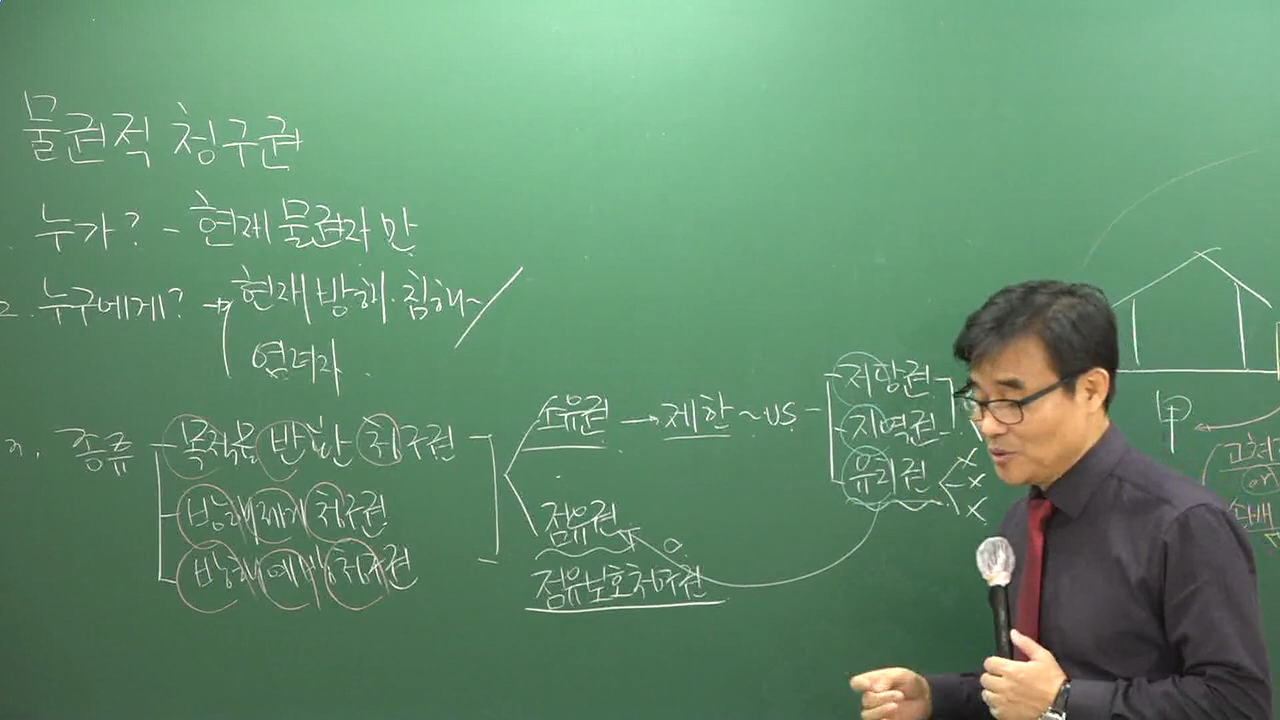 물권적 청구권
누가? - 현재 물권자 만
2. 누구에게? → 현재 방해·침해~
염려자
종류
목적물 반환 청구권
방해제거 청구권
방해예방 청구권
소유권 → 제한~ vs
점유권
점유보호청구권
저당권
지역권
유치권
x
x
x
P
or